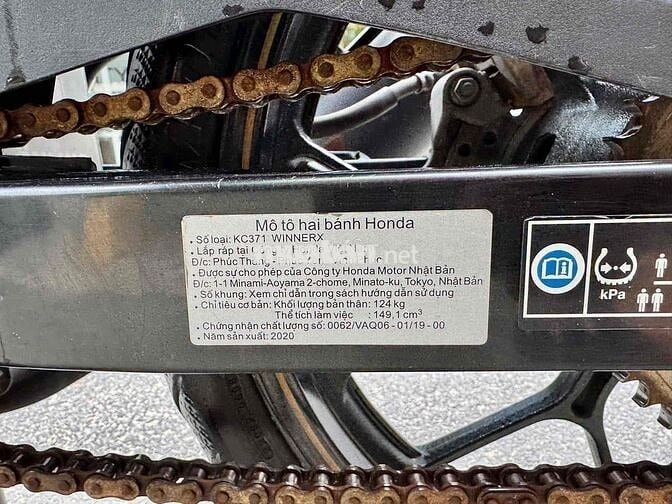 Mô tô hai bánh Honda
• Số loại: KC371 WINNERX
• Lắp ráp tại
Đ/c: Phúc Thắng -
• Được sự cho phép của Công ty Honda Motor Nhật Bản
Đ/c: 1-1 Minami-Aoyama 2-chome, Minato-ku, Tokyo, Nhật Bản
• Số khung: Xem chỉ dẫn trong sách hướng dẫn sử dụng
• Chỉ tiêu cơ bản: Khối lượng bản thân: 124 kg
Thể tích làm việc : 149,1 cm³
• Chứng nhận chất lượng số: 0062/VAQ06 - 01/19 - 00
• Năm sản xuất: 2020
kPa